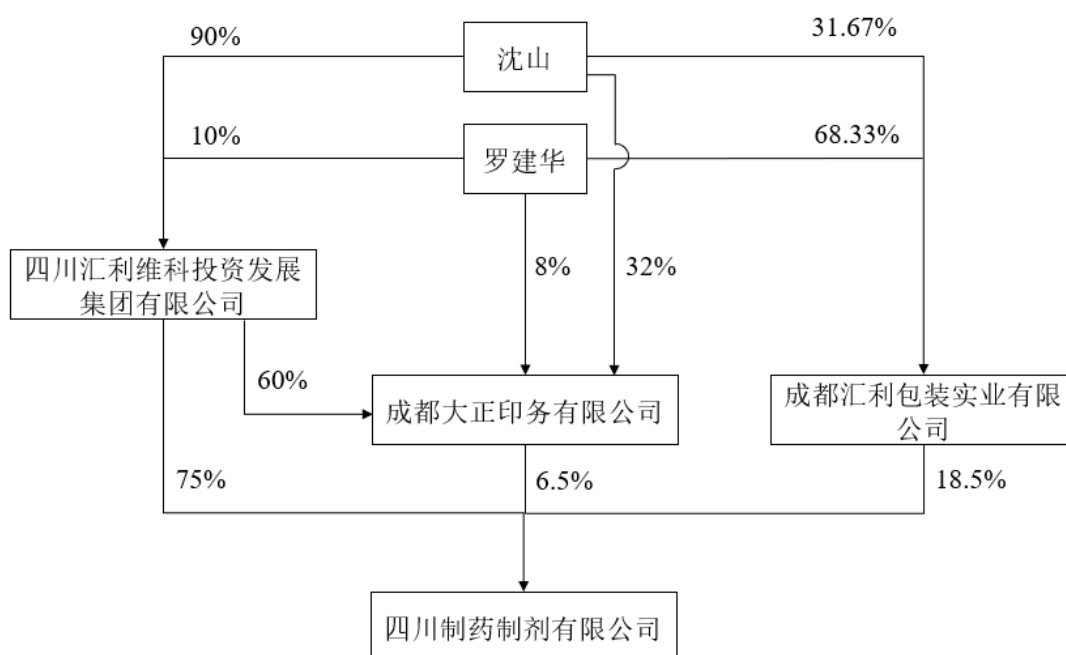 90%
沈山
31.67%
10%
罗建华
68.33%
四川汇利维科投资发展
集团有限公司
8%
32%
60%
成都大正印务有限公司
成都汇利包装实业有限
公司
75%
6.5%
18.5%
四川制药制剂有限公司